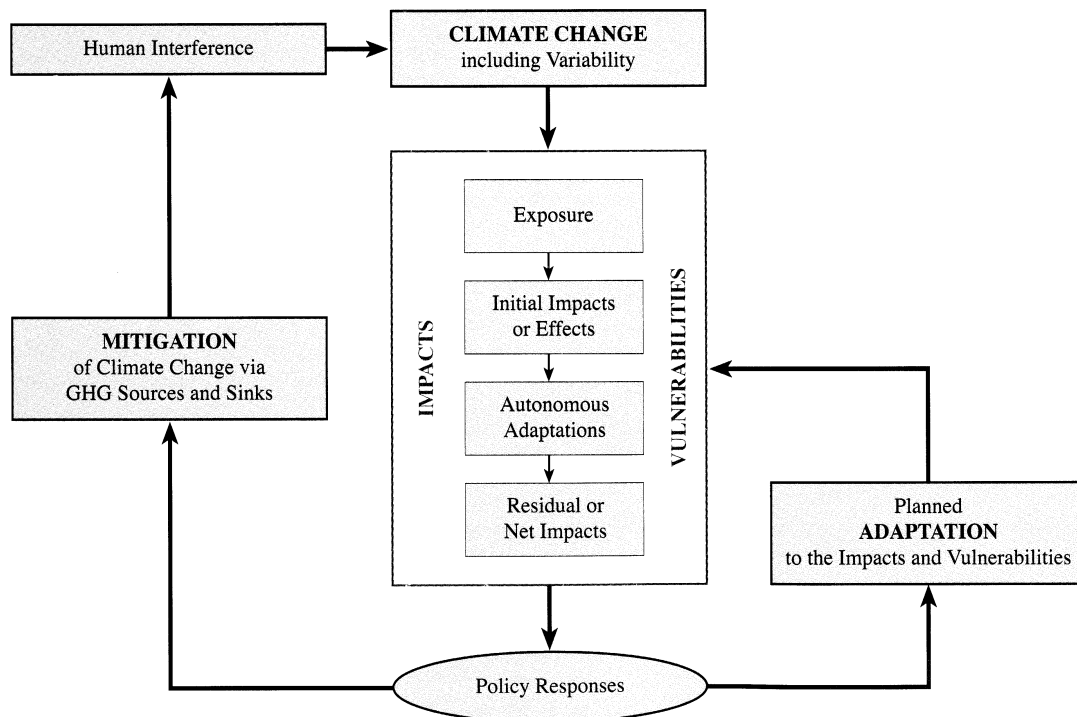 Human Interference
CLIMATE CHANGE
including Variability
IMPACTS
Exposure
Initial Impacts
or Effects
Autonomous
Adaptations
Residual or
Net Impacts
VULNERABILITIES
MITIGATION
of Climate Change via
GHG Sources and Sinks
Planned
ADAPTATION
to the Impacts and Vulnerabilities
Policy Responses